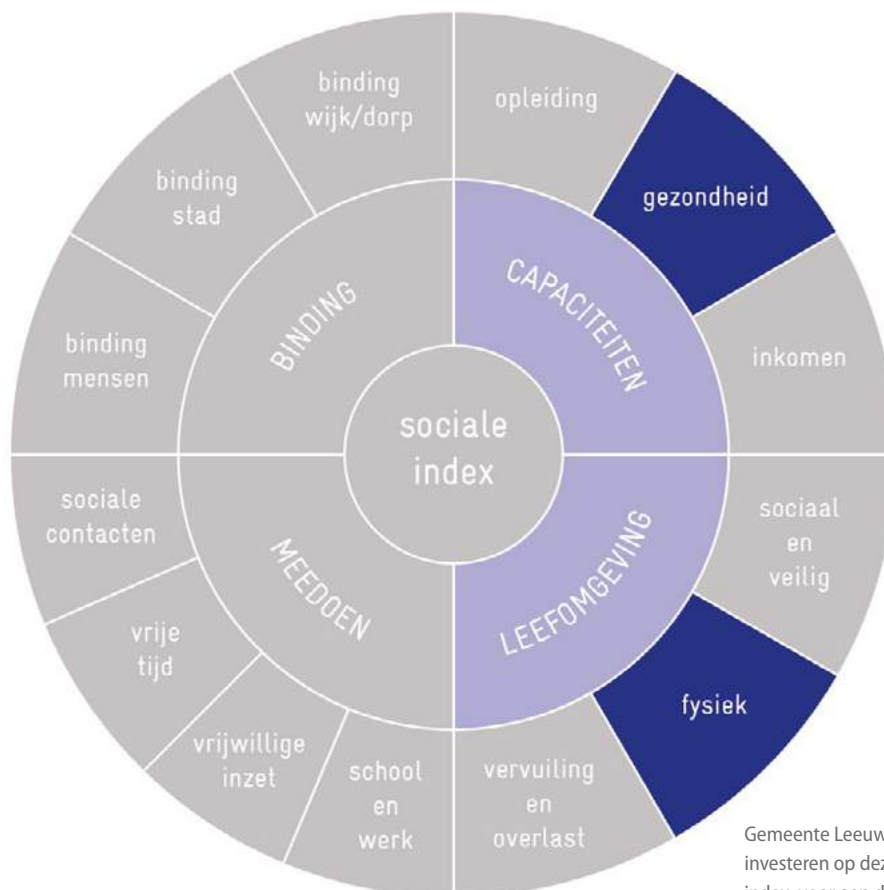 binding
wijk/dorp
opleiding
binding
stad
gezondheid
CAPACITEITEN
BINDING
binding
mensen
inkomen
sociale
index
sociale
contacten
sociaal
en
veilig
MEEDOEN
LEEFOMGEVING
vrije
tijd
fysiek
vrijwillige
inzet
school
en
werk
vervuiling
en
overlast
Gemeente Leeuw
investeren op dez